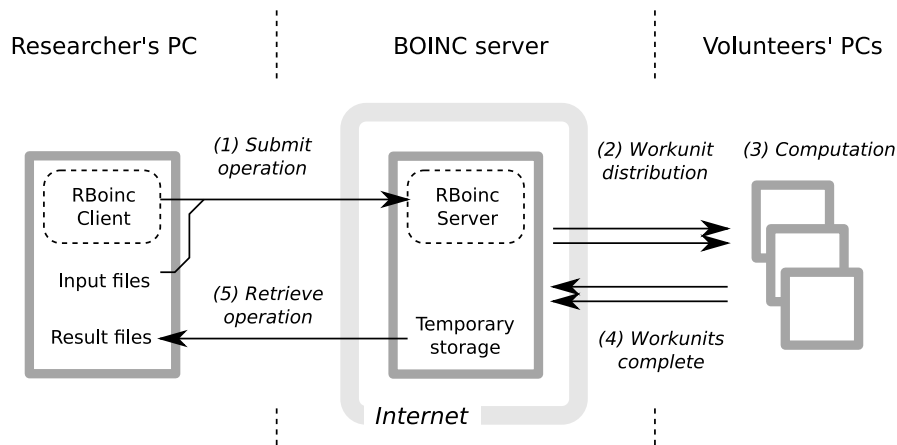 Researcher's PC
BOINC server
Volunteers' PCs
(1) Submit
operation
(2) Workunit
distribution
(3) Computation
RBoinc
Client
RBoinc
Server
Input files
(5) Retrieve
operation
Result files
Temporary
storage
(4) Workunits
complete
Internet